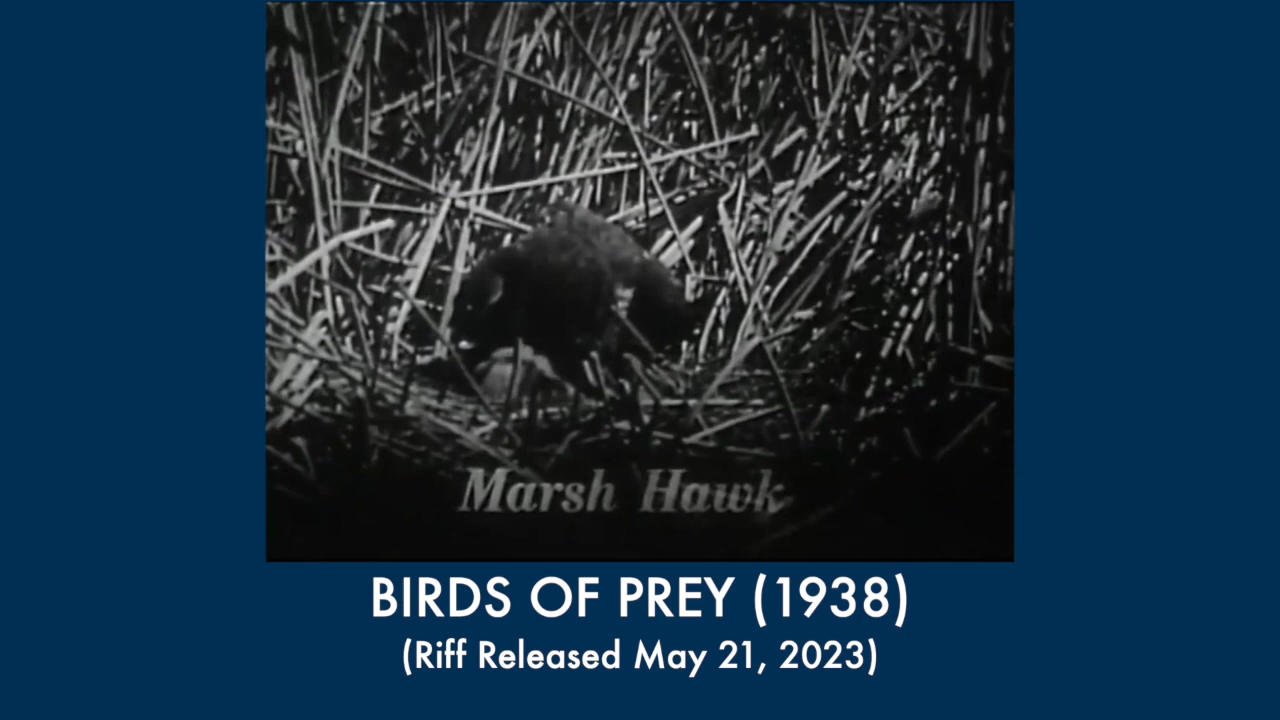 Marsh Hawk
BIRDS OF PREY (1938)
(Riff Released May 21, 2023)